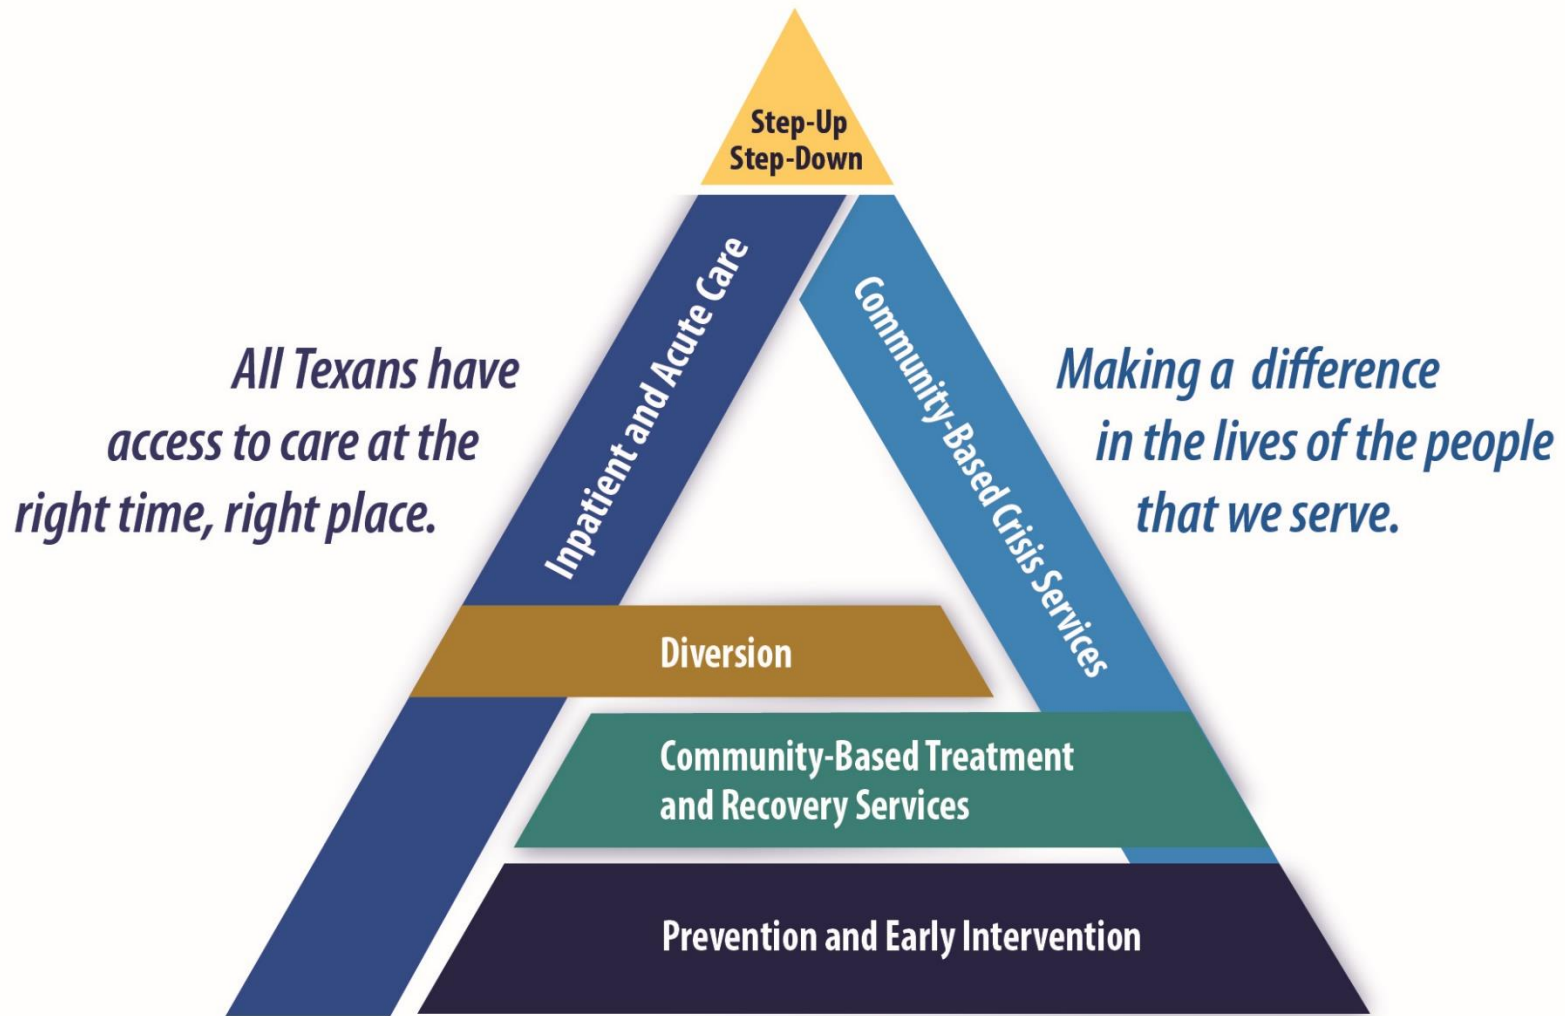 Step-Up
Step-Down
Inpatient and Acute Care
Community-Based Crisis Services
All Texans have
access to care at the
right time, right place.
Making a difference
in the lives of the people
that we serve.
Diversion
Community-Based Treatment
and Recovery Services
Prevention and Early Intervention